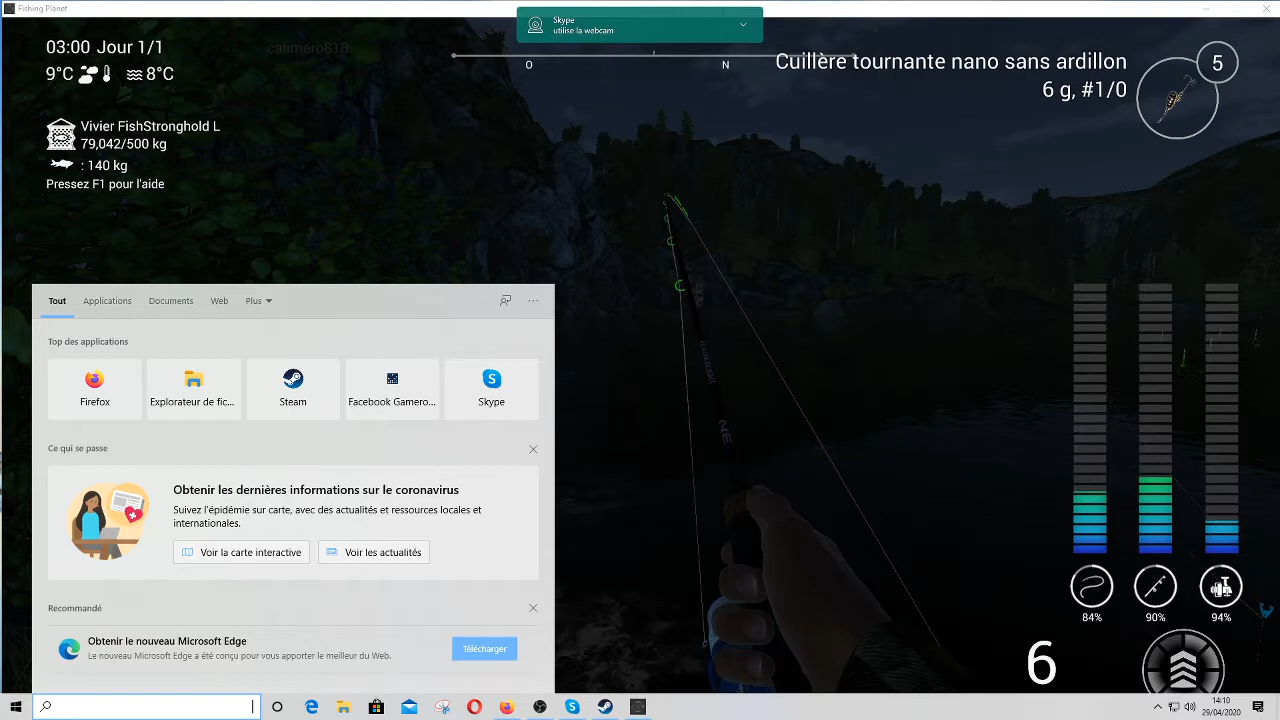 Fishing Planet
Skype
utilise la webcam
03:00 Jour 1/1
calimero818
9°C 8°C
O N
Cuillère tournante nano sans ardillon
6 g, #1/0
5
Vivier FishStronghold L
79,042/500 kg
: 140 kg
Pressez F1 pour l'aide
Tout Applications Documents Web Plus
Top des applications
Firefox Explorateur de fic... Steam Facebook Gamero... Skype
Ce qui se passe
Obtenir les dernières informations sur le coronavirus
Suivez l'épidémie sur carte, avec des actualités et ressources locales et
internationales.
Voir la carte interactive Voir les actualités
Recommandé
Obtenir le nouveau Microsoft Edge
Le nouveau Microsoft Edge a été conçu pour vous apporter le meilleur du Web.
Télécharger
84% 90% 94%
6
14:10
29/04/2020